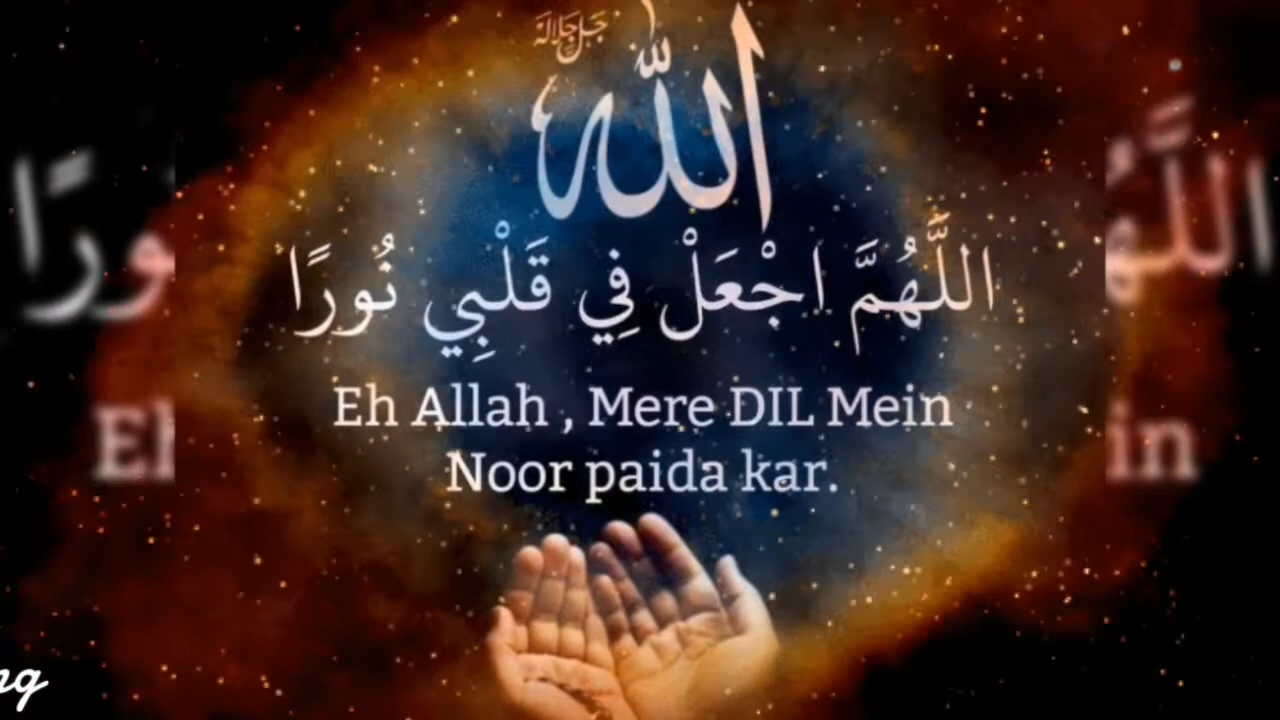 الله جل جلاله
اللَّهُمَّ اجْعَلْ فِي قَلْبِي نُورًا
Eh Allah , Mere DIL Mein
Noor paida kar.